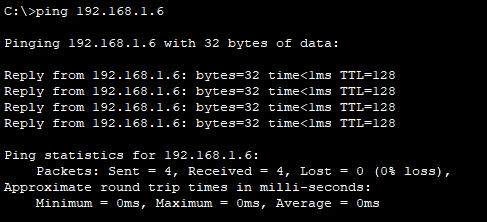 C:\>ping 192.168.1.6
Pinging 192.168.1.6 with 32 bytes of data:
Reply from 192.168.1.6: bytes=32 time<1ms TTL=128
Reply from 192.168.1.6: bytes=32 time<1ms TTL=128
Reply from 192.168.1.6: bytes=32 time<1ms TTL=128
Reply from 192.168.1.6: bytes=32 time<1ms TTL=128
Ping statistics for 192.168.1.6:
    Packets: Sent = 4, Received = 4, Lost = 0 (0% loss),
Approximate round trip times in milli-seconds:
    Minimum = 0ms, Maximum = 0ms, Average = 0ms